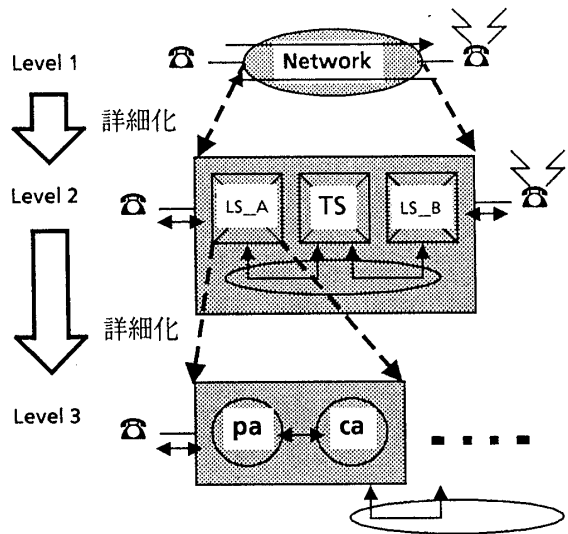 Level 1
Network
詳細化
Level 2
LS_A
TS
LS_B
詳細化
Level 3
pa
ca